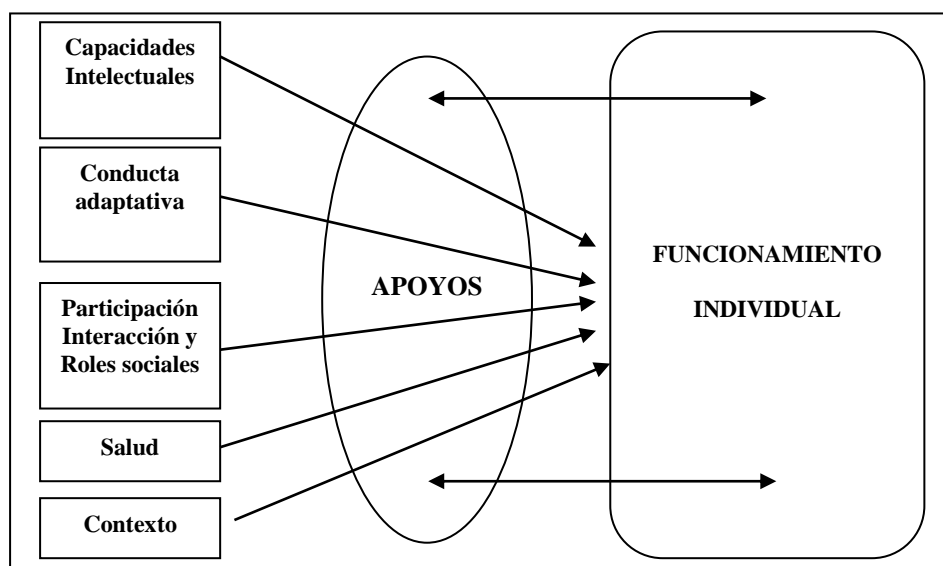 Capacidades
Intelectuales
Conducta
adaptativa
Participación
Interacción y
Roles sociales
Salud
Contexto
APOYOS
FUNCIONAMIENTO
INDIVIDUAL